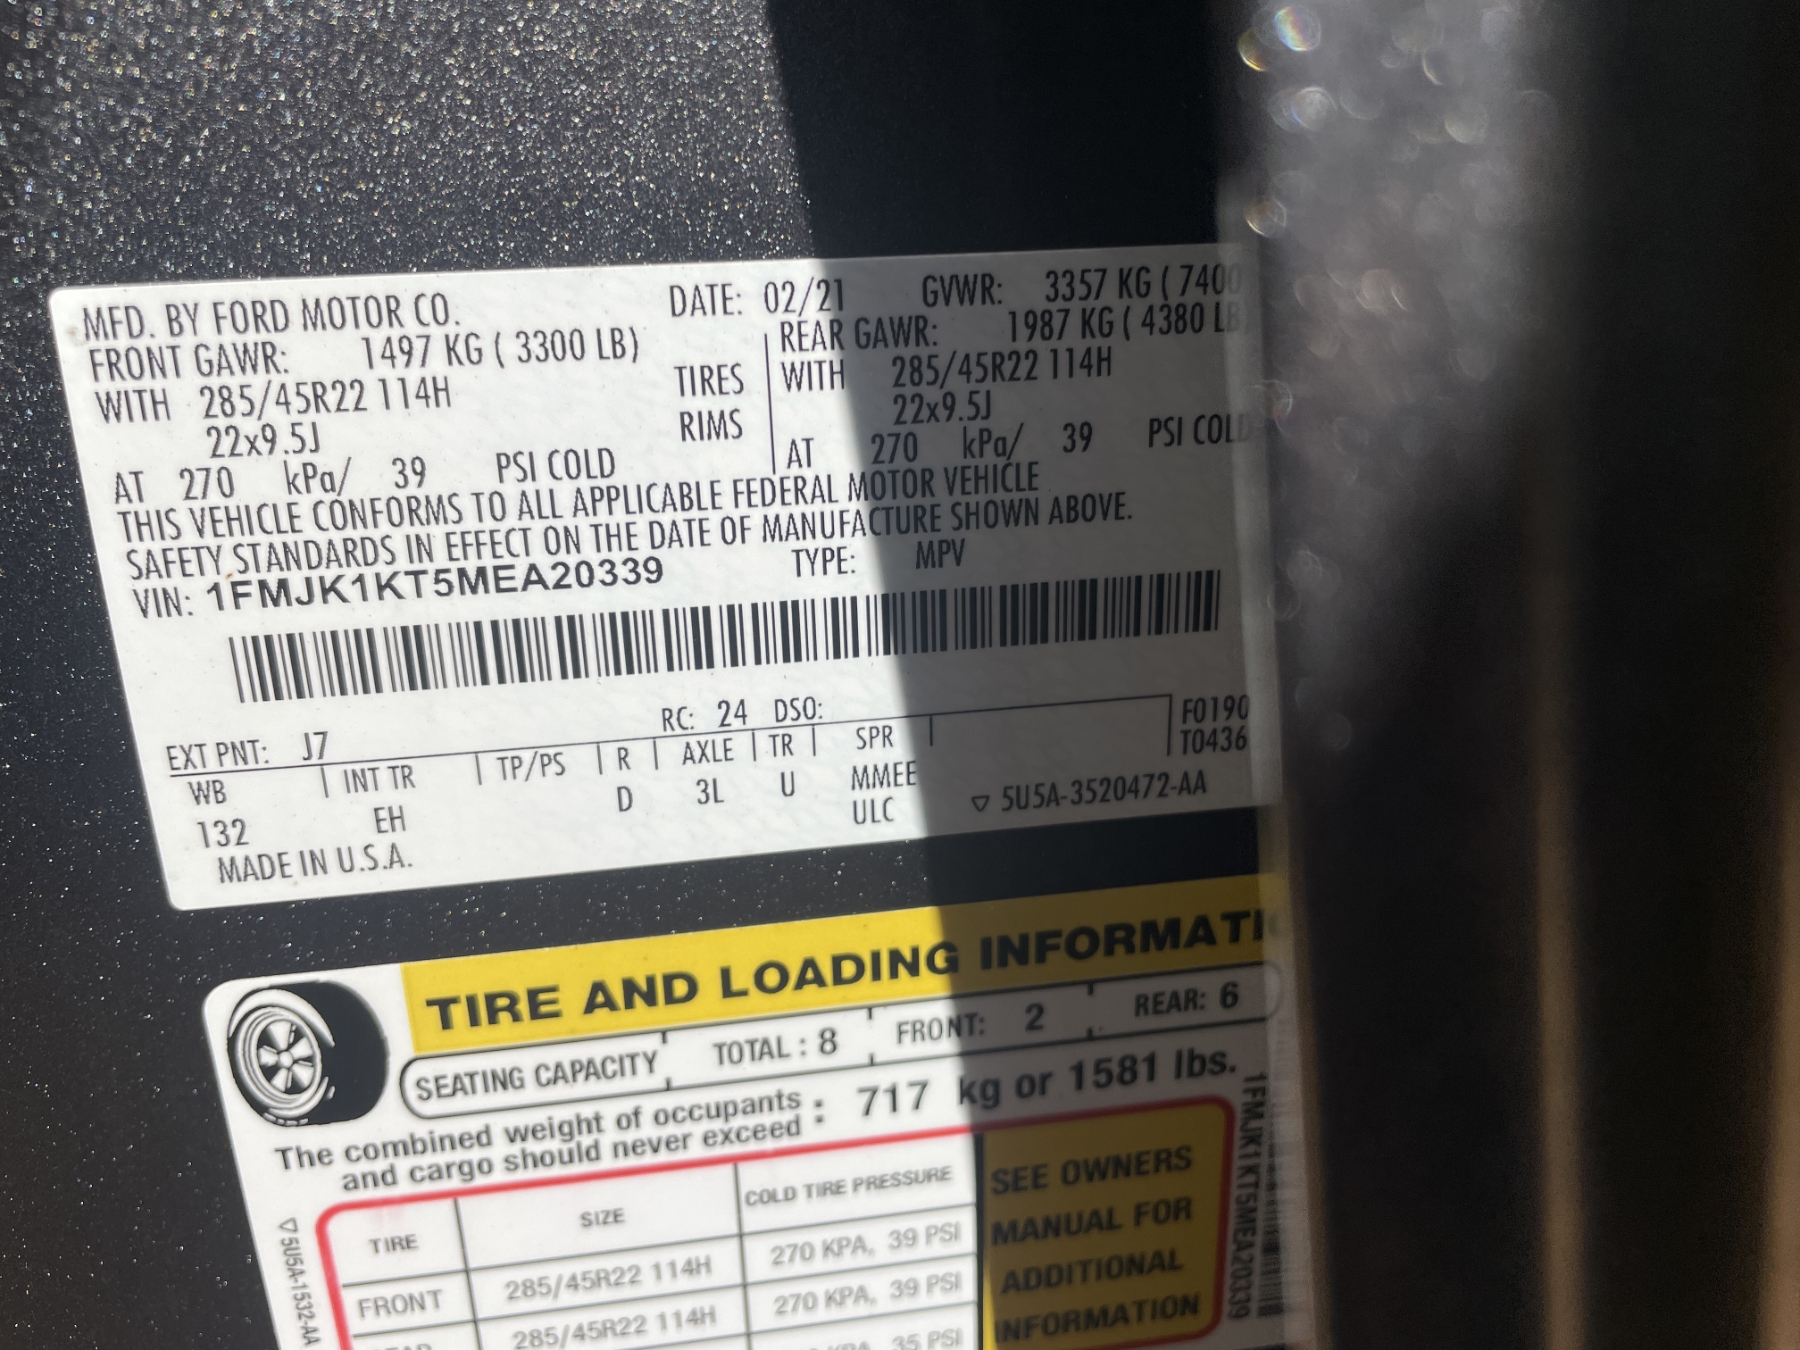 MFD. BY FORD MOTOR CO. DATE: 02/21 GVWR: 3357 KG ( 7400
FRONT GAWR: 1497 KG ( 3300 LB) REAR GAWR: 1987 KG ( 4380 LB
WITH 285/45R22 114H TIRES WITH 285/45R22 114H
22x9.5J RIMS 22x9.5J
AT 270 kPa/ 39 PSI COLD AT 270 kPa/ 39 PSI COLD
THIS VEHICLE CONFORMS TO ALL APPLICABLE FEDERAL MOTOR VEHICLE
SAFETY STANDARDS IN EFFECT ON THE DATE OF MANUFACTURE SHOWN ABOVE.
VIN: 1FMJK1KT5MEA20339 TYPE: MPV
EXT PNT: J7 RC: 24 DSO: F0190
WB INT TR TP/PS R AXLE TR SPR T0436
132 EH D 3L U MMEE
ULC ▽ 5U5A-3520472-AA
MADE IN U.S.A.
TIRE AND LOADING INFORMATI
SEATING CAPACITY TOTAL : 8 FRONT: 2 REAR: 6
The combined weight of occupants
and cargo should never exceed : 717 kg or 1581 lbs.
TIRE SIZE COLD TIRE PRESSURE
FRONT 285/45R22 114H 270 KPA, 39 PSI
285/45R22 114H 270 KPA, 39 PSI
35 PSI
SEE OWNERS
MANUAL FOR
ADDITIONAL
INFORMATION
1FMJK1KT5MEA20339
▽ 5U5A-1532-AA